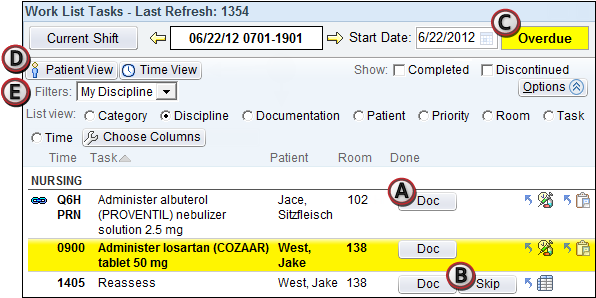 Work List Tasks - Last Refresh: 1354
C
Current Shift 06/22/12 0701-1901 Start Date: 6/22/2012 Overdue
D
Patient View Time View Show: Completed Discontinued
E
Filters: My Discipline Options
List view: Category Discipline Documentation Patient Priority Room Task
Time Choose Columns
Time Task Patient Room Done
NURSING
A
Q6H Administer albuterol Jace, 102 Doc
PRN (PROVENTIL) nebulizer Sitzfleisch
solution 2.5 mg
0900 Administer losartan (COZAAR) West, 138 Doc
tablet 50 mg Jake
B
1405 Reassess West, Jake 138 Doc Skip